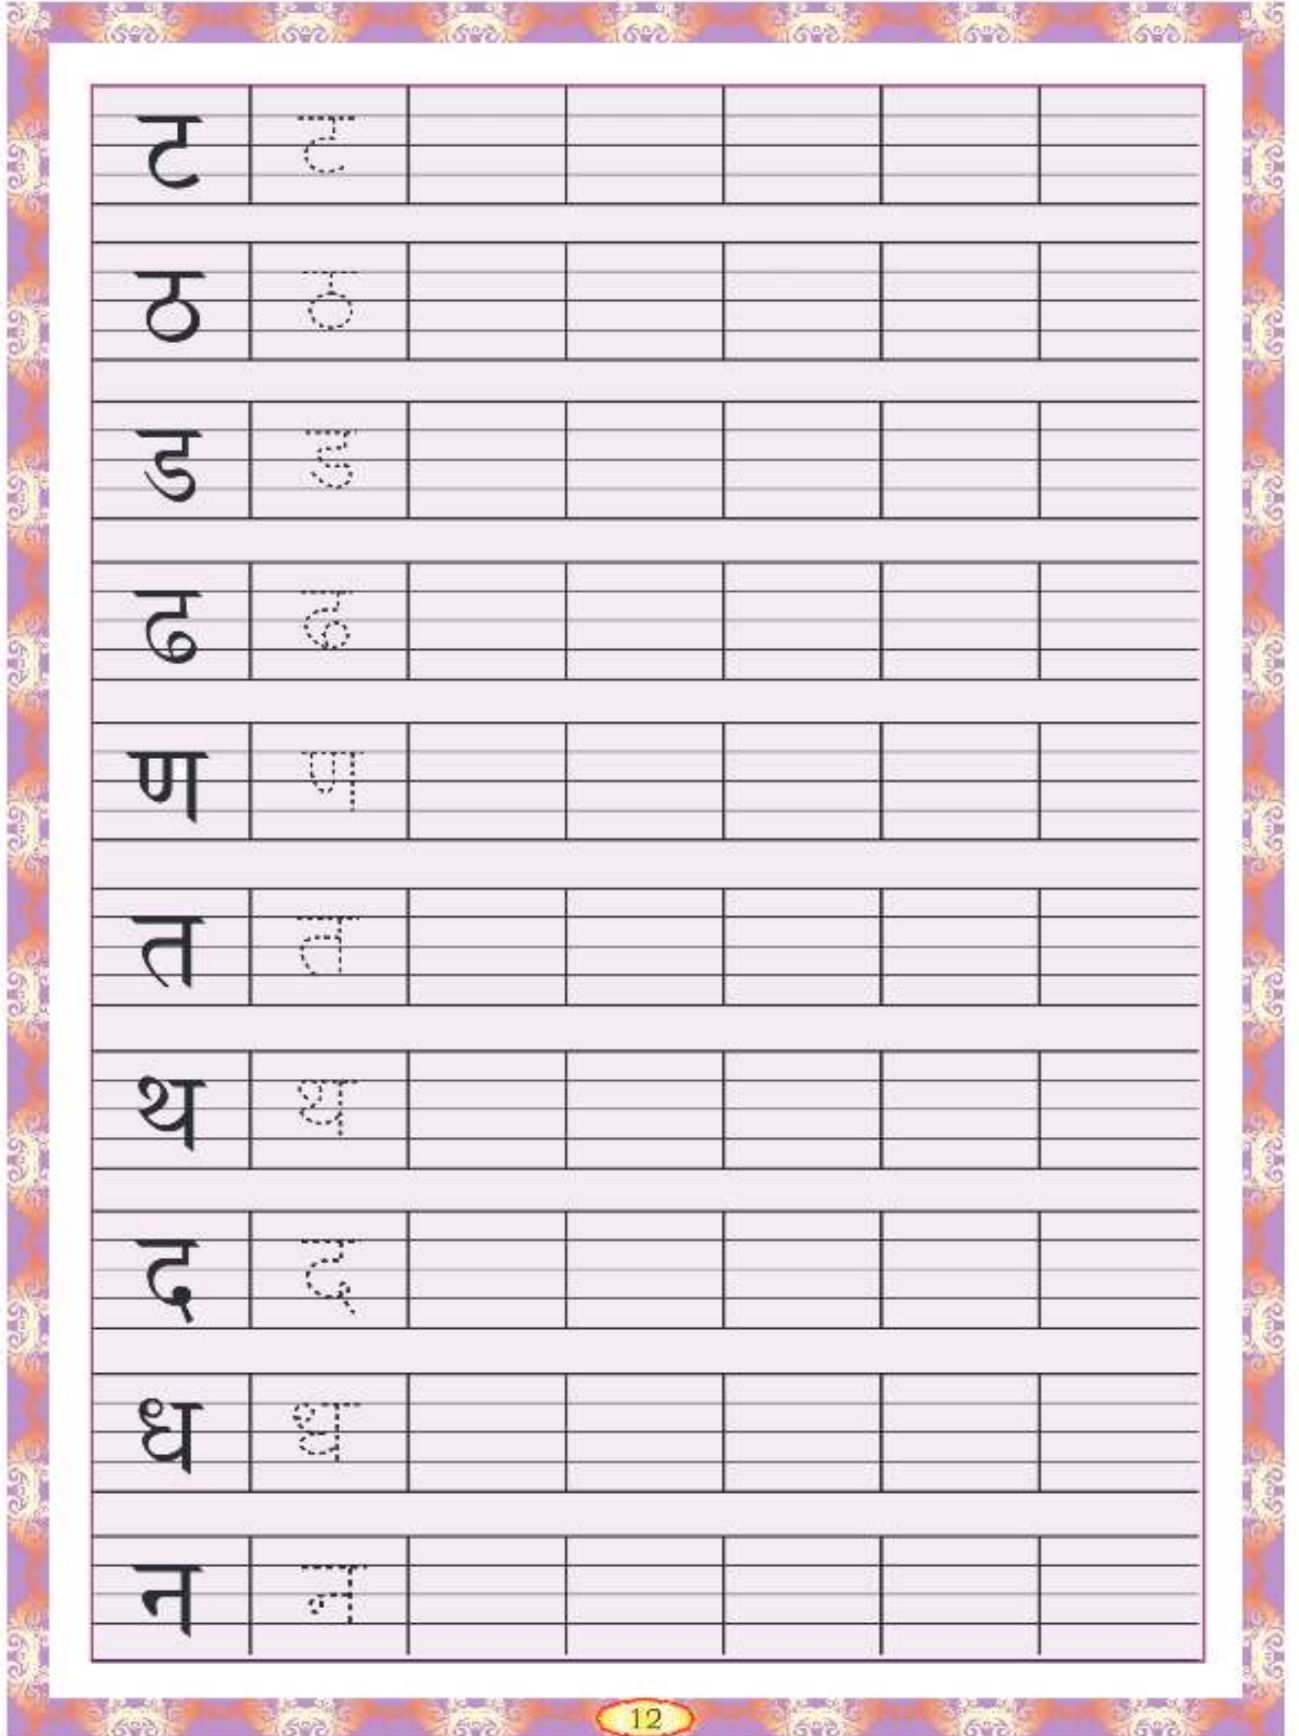 ट ट
ठ ठ
ड ड
ढ ढ
ण ण
त त
थ थ
द द
ध ध
न न
12